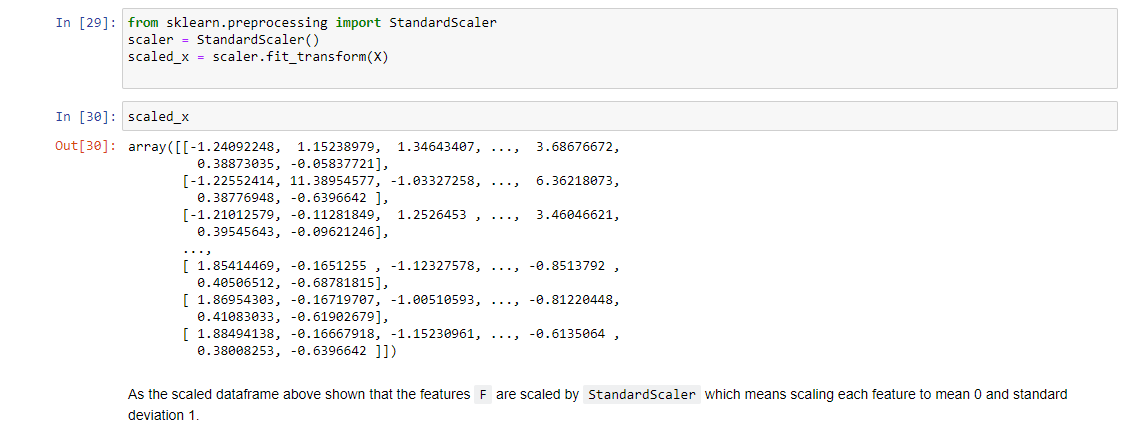 In [29]: from sklearn.preprocessing import StandardScaler
scaler = StandardScaler()
scaled_x = scaler.fit_transform(X)
In [30]: scaled_x
Out[30]: array([[-1.24092248,  1.15238979,  1.34643407, ...,  3.68676672,
         0.38873035, -0.05837721],
       [-1.22552414, 11.38954577, -1.03327258, ...,  6.36218073,
         0.38776948, -0.6396642 ],
       [-1.21012579, -0.11281849,  1.2526453 , ...,  3.46046621,
         0.39545643, -0.09621246],
       ...,
       [ 1.85414469, -0.1651255 , -1.12327578, ..., -0.8513792 ,
         0.40506512, -0.68781815],
       [ 1.86954303, -0.16719707, -1.00510593, ..., -0.81220448,
         0.41083033, -0.61902679],
       [ 1.88494138, -0.16667918, -1.15230961, ..., -0.6135064 ,
         0.38008253, -0.6396642 ]])
As the scaled dataframe above shown that the features F are scaled by StandardScaler which means scaling each feature to mean 0 and standard
deviation 1.